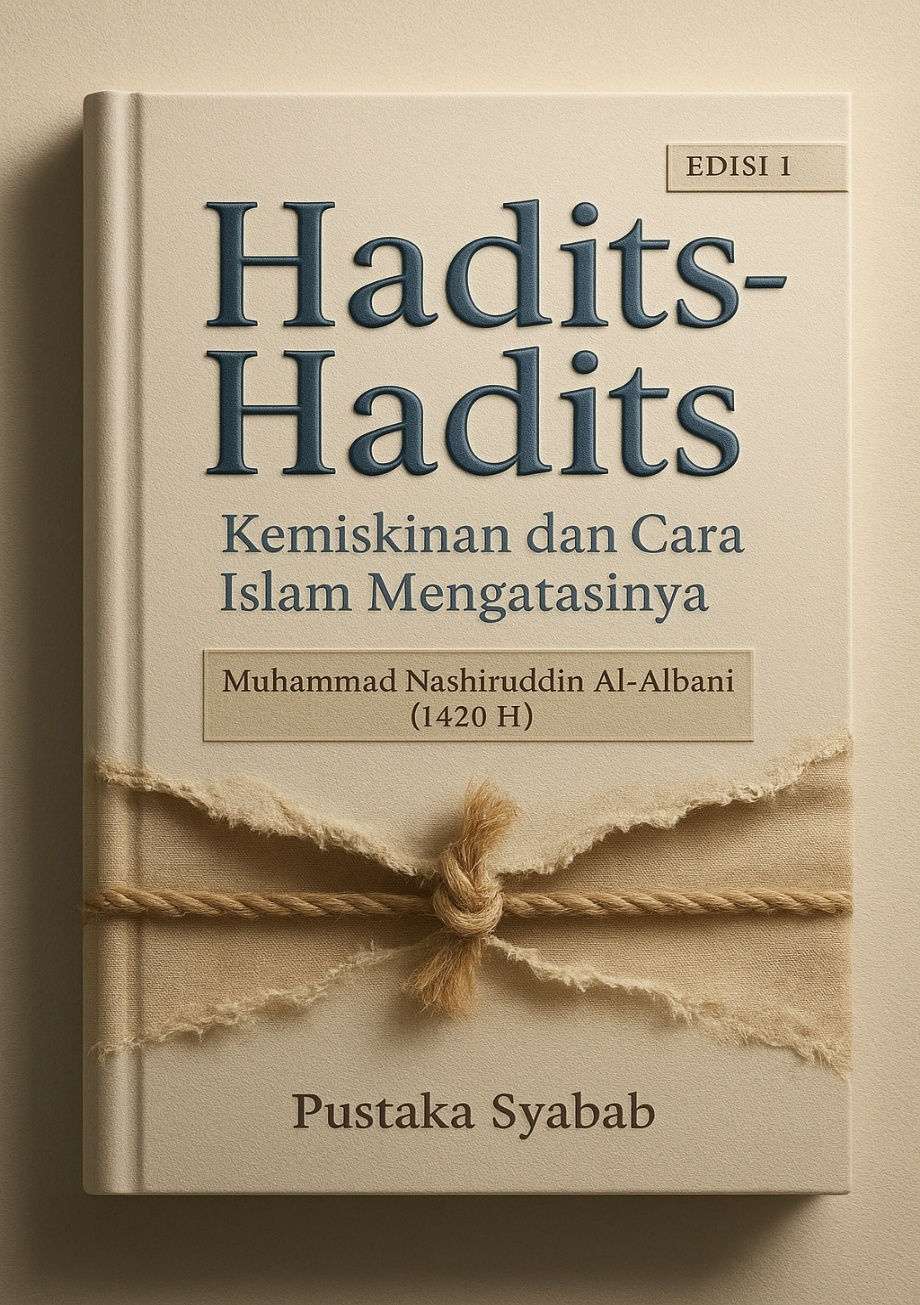 EDISI 1
Hadits-
Hadits
Kemiskinan dan Cara
Islam Mengatasinya
Muhammad Nashiruddin Al-Albani
(1420 H)
Pustaka Syabab